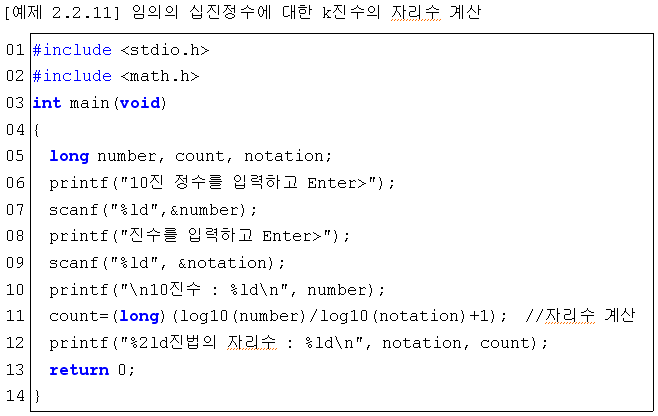 [예제 2.2.11] 임의의 십진정수에 대한 k진수의 자리수 계산
01 #include <stdio.h>
02 #include <math.h>
03 int main(void)
04 {
05 long number, count, notation;
06 printf("10진 정수를 입력하고 Enter>");
07 scanf("%ld",&number);
08 printf("진수를 입력하고 Enter>");
09 scanf("%ld", &notation);
10 printf("\n10진수 : %ld\n", number);
11 count=(long)(log10(number)/log10(notation)+1); //자리수 계산
12 printf("%2ld진법의 자리수 : %ld\n", notation, count);
13 return 0;
14 }